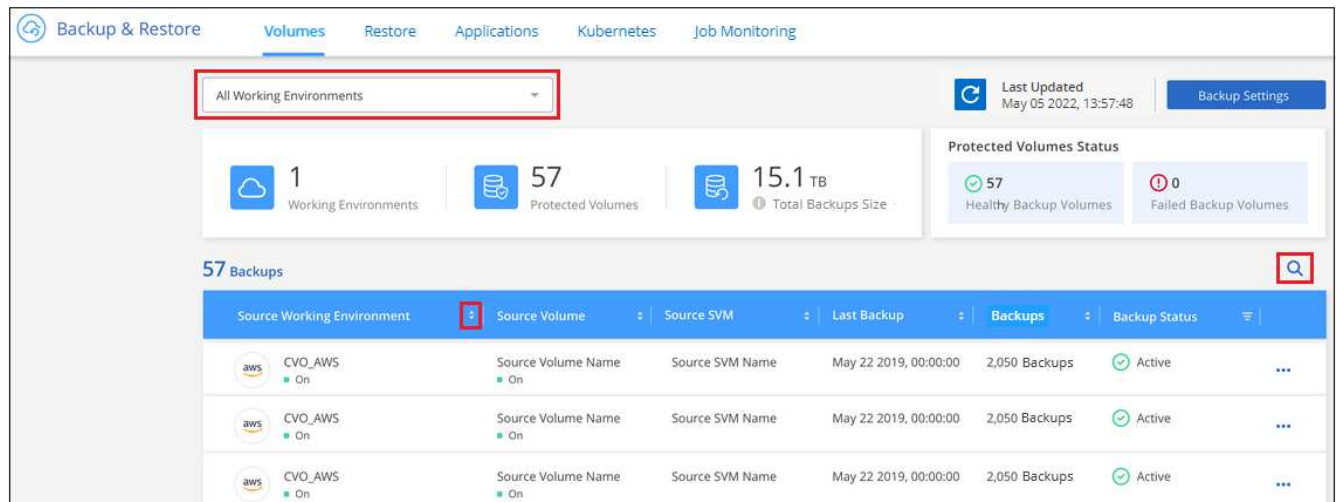 Backup & Restore Volumes Restore Applications Kubernetes Job Monitoring
All Working Environments
Last Updated
May 05 2022, 13:57:48
Backup Settings
1
Working Environments
57
Protected Volumes
15.1 TB
Total Backups Size
Protected Volumes Status
57
Healthy Backup Volumes
0
Failed Backup Volumes
57 Backups
Source Working Environment Source Volume Source SVM Last Backup Backups Backup Status
aws CVO_AWS Source Volume Name Source SVM Name May 22 2019, 00:00:00 2,050 Backups Active ...
On On
aws CVO_AWS Source Volume Name Source SVM Name May 22 2019, 00:00:00 2,050 Backups Active ...
On On
aws CVO_AWS Source Volume Name Source SVM Name May 22 2019, 00:00:00 2,050 Backups Active ...
On On